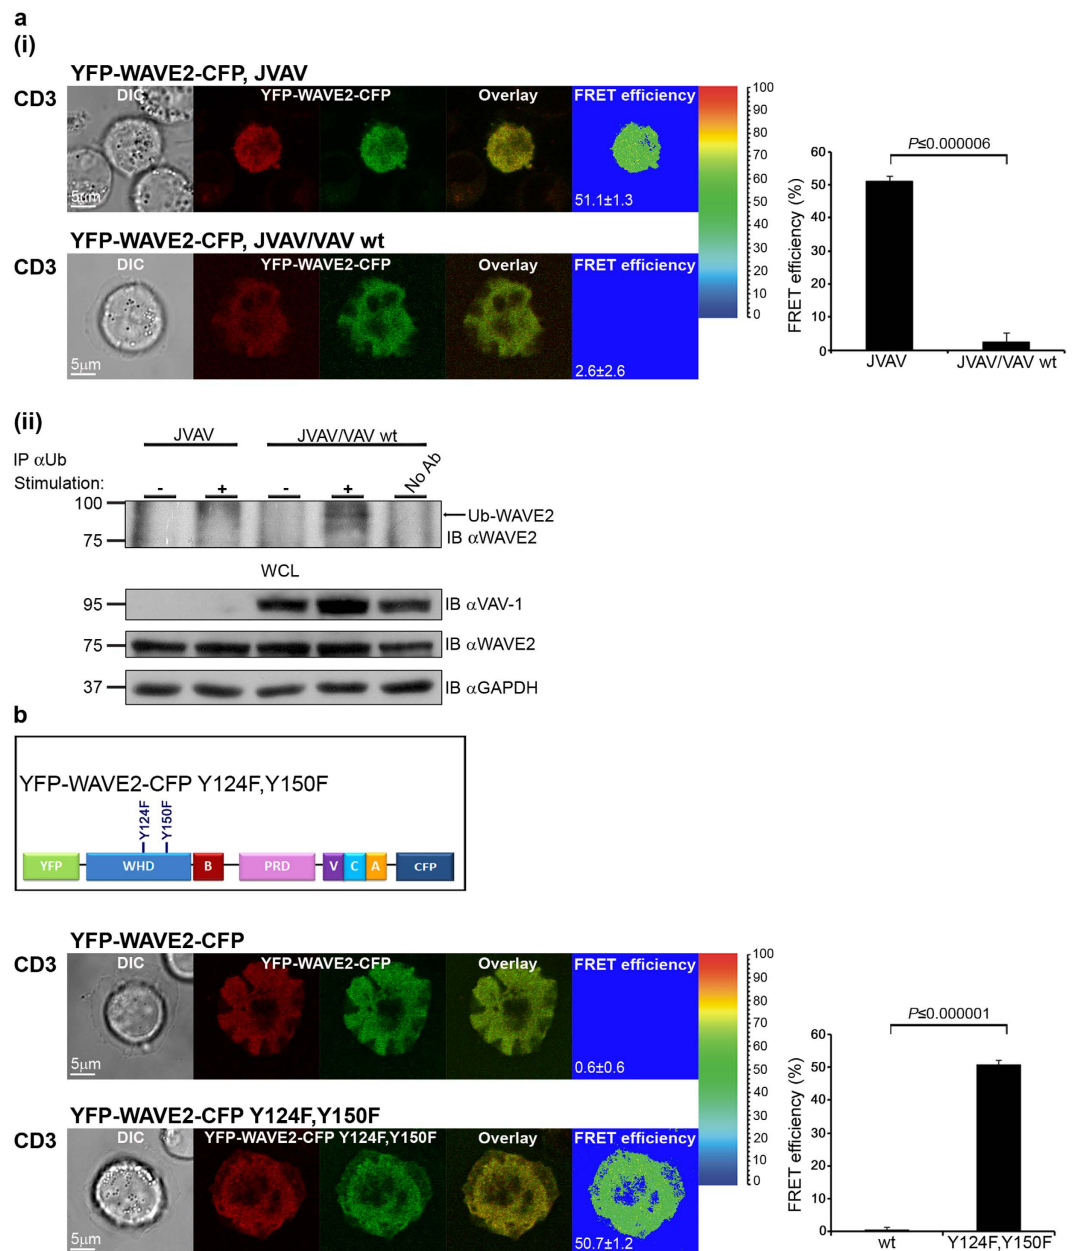 a
(i)
YFP-WAVE2-CFP, JVAV
CD3
DIC
YFP-WAVE2-CFP
Overlay
FRET efficiency
5µm
51.1±1.3
YFP-WAVE2-CFP, JVAV/VAV wt
CD3
DIC
YFP-WAVE2-CFP
Overlay
FRET efficiency
5µm
2.6±2.6
100
90
80
70
60
50
40
30
20
10
0
P≤0.000006
FRET efficiency (%)
60
50
40
30
20
10
0
JVAV
JVAV/VAV wt
(ii)
JVAV
JVAV/VAV wt
IP αUb
Stimulation:
-
+
-
+
No Ab
100
75
Ub-WAVE2
IB αWAVE2
WCL
95
IB αVAV-1
75
IB αWAVE2
37
IB αGAPDH
b
YFP-WAVE2-CFP Y124F,Y150F
Y124F
Y150F
YFP
WHD
B
PRD
V
C
A
CFP
YFP-WAVE2-CFP
CD3
DIC
YFP-WAVE2-CFP
Overlay
FRET efficiency
5µm
0.6±0.6
YFP-WAVE2-CFP Y124F,Y150F
CD3
DIC
YFP-WAVE2-CFP Y124F,Y150F
Overlay
FRET efficiency
5µm
50.7±1.2
100
90
80
70
60
50
40
30
20
10
0
P≤0.000001
FRET efficiency (%)
60
50
40
30
20
10
0
wt
Y124F,Y150F